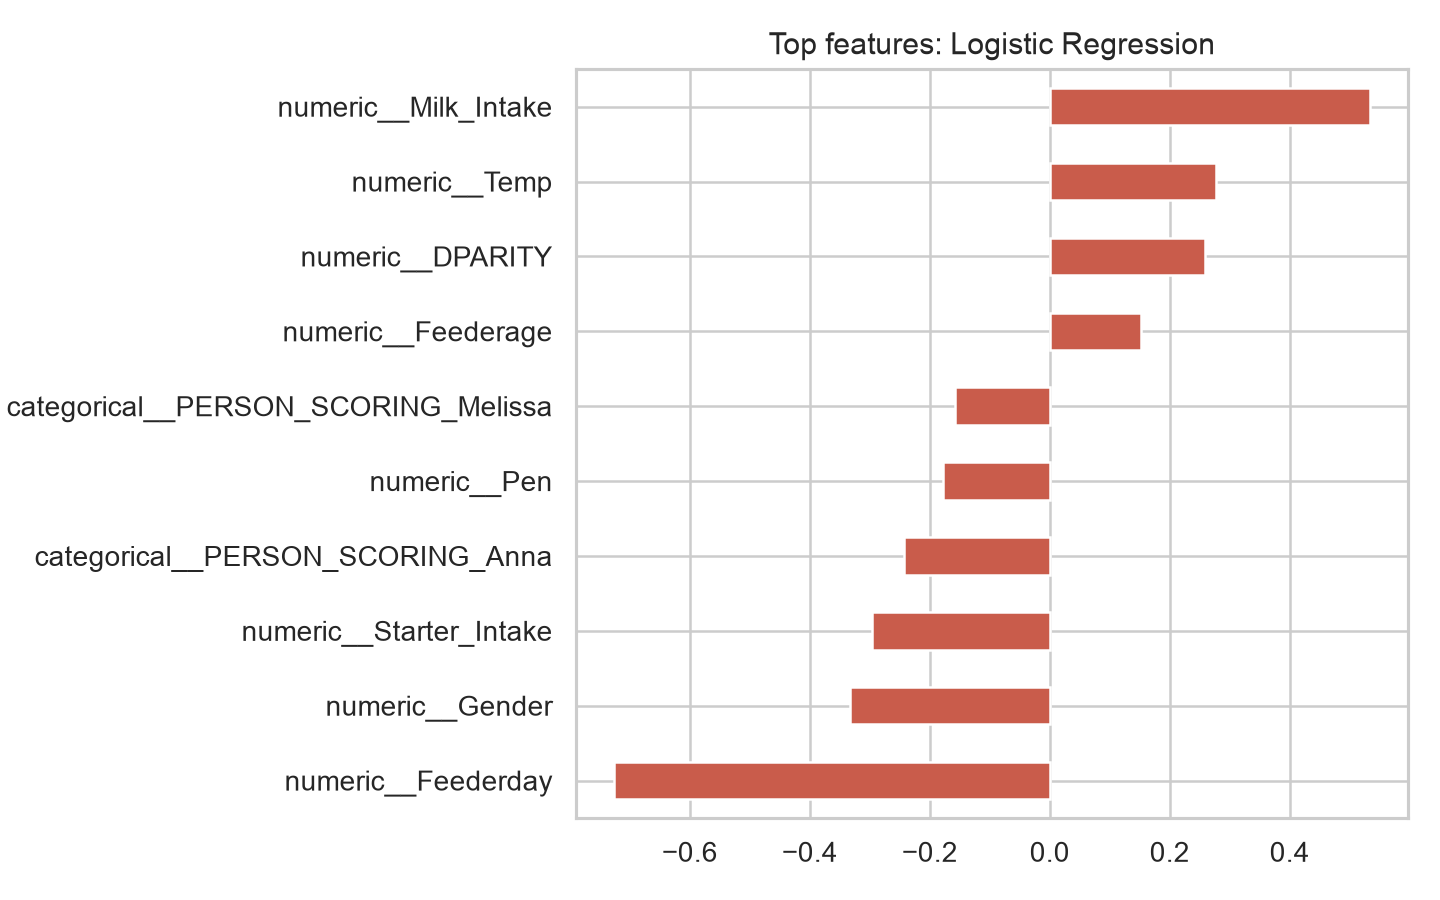 Top features: Logistic Regression
numeric__Milk_Intake
numeric__Temp
numeric__DPARITY
numeric__Feederage
categorical__PERSON_SCORING_Melissa
numeric__Pen
categorical__PERSON_SCORING_Anna
numeric__Starter_Intake
numeric__Gender
numeric__Feederday
−0.6 −0.4 −0.2 0.0 0.2 0.4